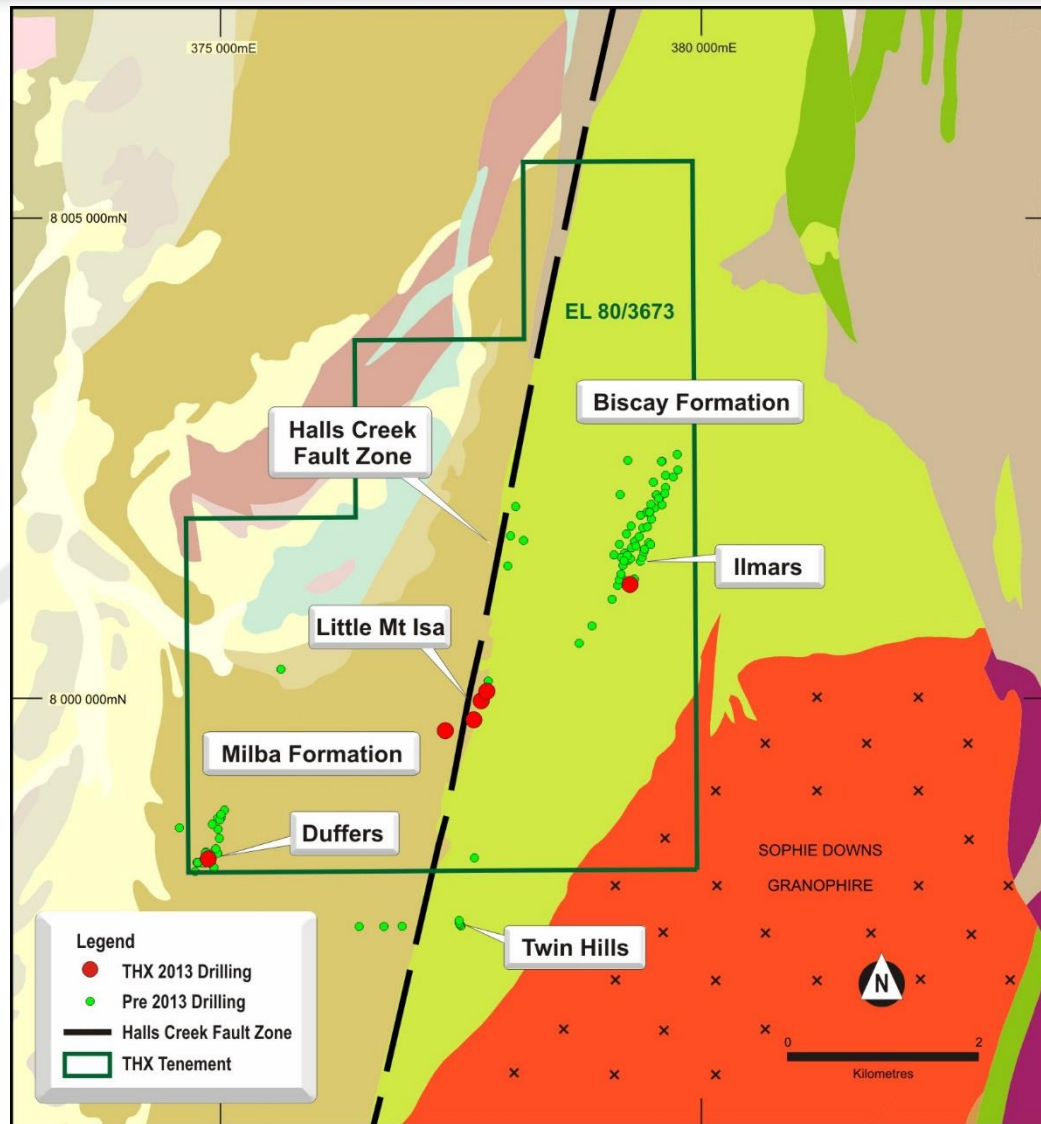 375 000mE
380 000mE
8 005 000mN
EL 80/3673
Biscay Formation
Halls Creek
Fault Zone
Ilmars
Little Mt Isa
8 000 000mN
Milba Formation
Duffers
SOPHIE DOWNS
GRANOPHIRE
Twin Hills
Legend
THX 2013 Drilling
Pre 2013 Drilling
Halls Creek Fault Zone
THX Tenement
N
0 2
Kilometres